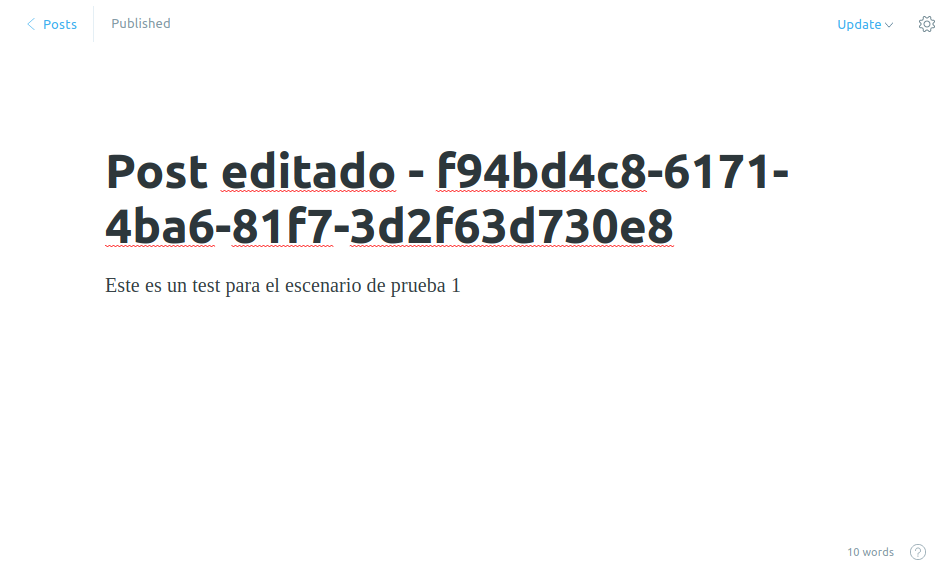 Posts
Published
Update
Post editado - f94bd4c8-6171-
4ba6-81f7-3d2f63d730e8
Este es un test para el escenario de prueba 1
10 words
?